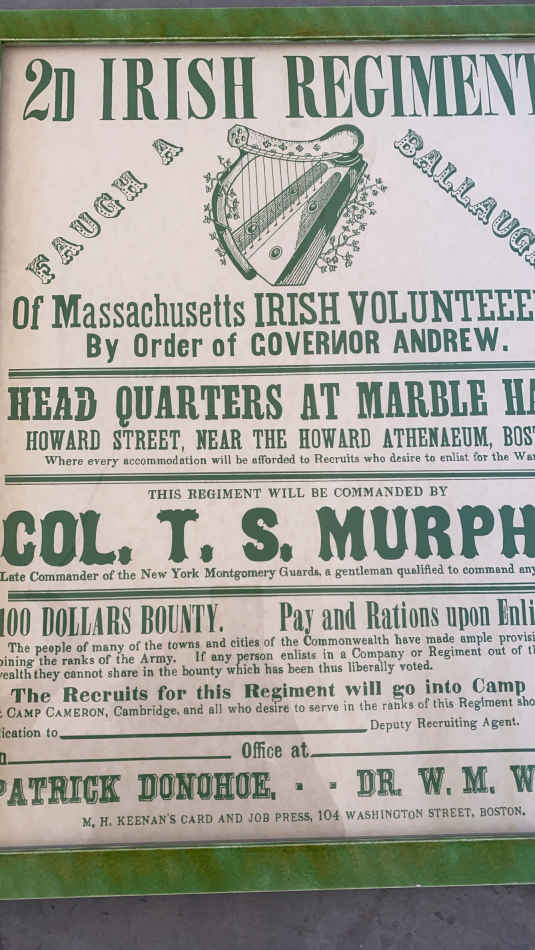 2D IRISH REGIMENT
FAUGH A BALLAUGH
Of Massachusetts IRISH VOLUNTEEE
By Order of GOVERNOR ANDREW.
HEAD QUARTERS AT MARBLE HA
HOWARD STREET, NEAR THE HOWARD ATHENAEUM, BOS
Where every accommodation will be afforded to Recruits who desire to enlist for the Wa
THIS REGIMENT WILL BE COMMANDED BY
COL. T. S. MURPH
Late Commander of the New York Montgomery Guards, a gentleman qualified to command any
100 DOLLARS BOUNTY. Pay and Rations upon Enli
The people of many of the towns and cities of the Commonwealth have made ample provisi
oining the ranks of the Army. If any person enlists in a Company or Regiment out of th
wealth they cannot share in the bounty which has been thus liberally voted.
The Recruits for this Regiment will go into Camp
CAMP CAMERON, Cambridge, and all who desire to serve in the ranks of this Regiment sho
ication to Deputy Recruiting Agent.
n Office at
PATRICK DONOHOE, - - DR. W. M. W
M. H. KEENAN'S CARD AND JOB PRESS, 104 WASHINGTON STREET, BOSTON.